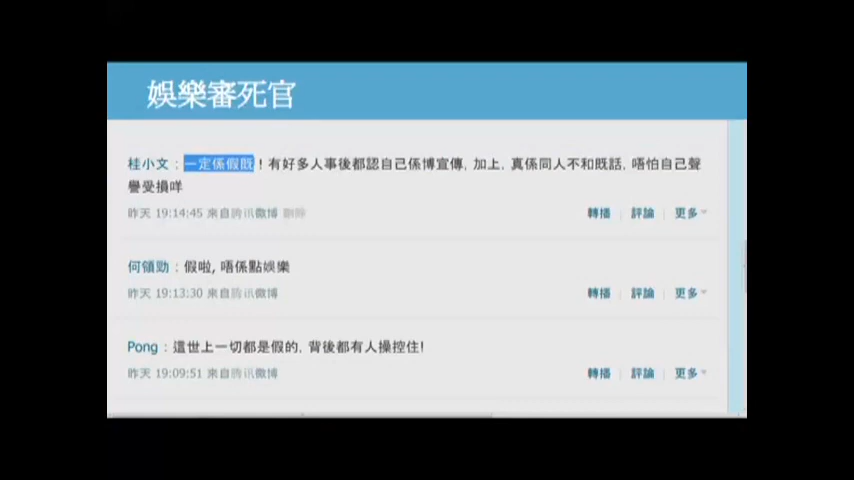 娛樂審死官
桂小文：一定係假既！有好多人事後都認自己係博宣傳, 加上, 真係同人不和既話, 唔怕自己聲
譽受損咩
昨天 19:14:45 來自腾讯微博 刪除 轉播 | 評論 | 更多
何領勁：假啦, 唔係點娛樂
昨天 19:13:30 來自腾讯微博 轉播 | 評論 | 更多
Pong：這世上一切都是假的, 背後都有人操控住!
昨天 19:09:51 來自腾讯微博 轉播 | 評論 | 更多